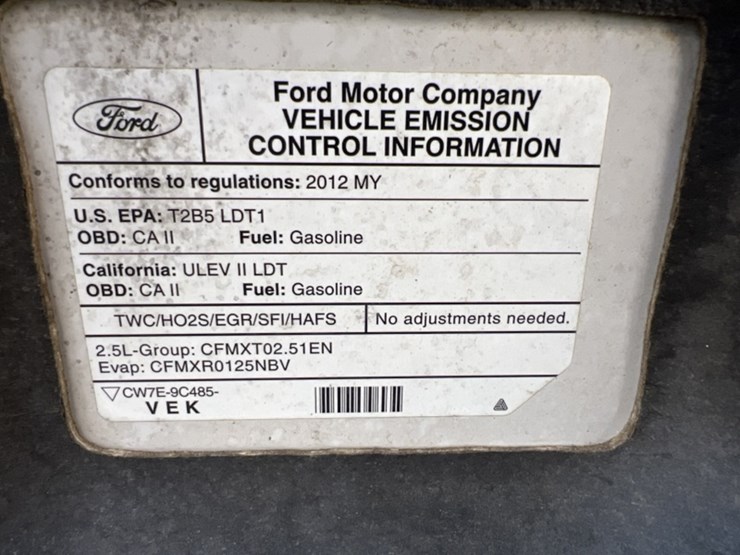 Ford
Ford Motor Company
VEHICLE EMISSION
CONTROL INFORMATION
Conforms to regulations: 2012 MY
U.S. EPA: T2B5 LDT1
OBD: CA II Fuel: Gasoline
California: ULEV II LDT
OBD: CA II Fuel: Gasoline
TWC/HO2S/EGR/SFI/HAFS No adjustments needed.
2.5L-Group: CFMXT02.51EN
Evap: CFMXR0125NBV
CW7E-9C485-
VEK